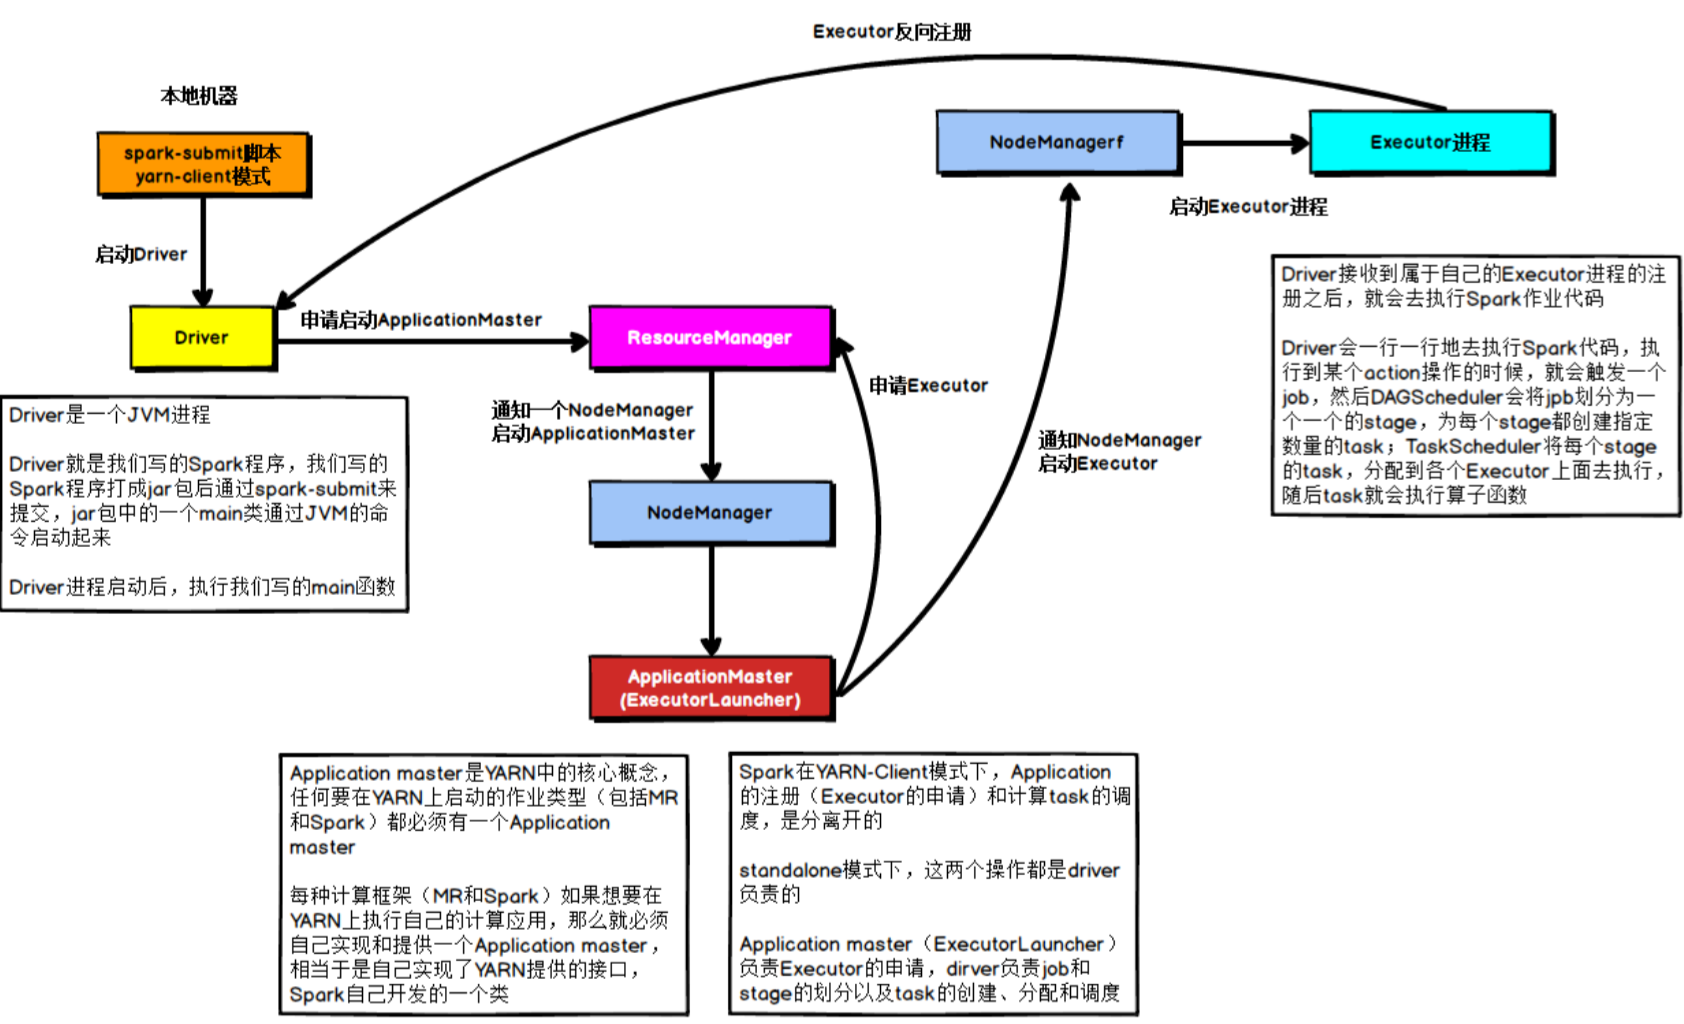 Executor反向注册
本地机器
spark-submit脚本
yarn-client模式
启动Driver
Driver
申请启动ApplicationMaster
ResourceManager
申请Executor
通知一个NodeManager
启动ApplicationMaster
NodeManager
ApplicationMaster
(ExecutorLauncher)
通知NodeManager
启动Executor
NodeManagerf
启动Executor进程
Executor进程
Driver是一个JVM进程
Driver就是我们写的Spark程序，我们写的
Spark程序打成jar包后通过spark-submit来
提交，jar包中的一个main类通过JVM的命
令启动起来
Driver进程启动后，执行我们写的main函数
Driver接收到属于自己的Executor进程的注
册之后，就会去执行Spark作业代码
Driver会一行一行地去执行Spark代码，执
行到某个action操作的时候，就会触发一个
job，然后DAGScheduler会将jpb划分为一
个一个的stage，为每个stage都创建指定
数量的task；TaskScheduler将每个stage
的task，分配到各个Executor上面去执行，
随后task就会执行算子函数
Application master是YARN中的核心概念，
任何要在YARN上启动的作业类型（包括MR
和Spark）都必须有一个Application
master
每种计算框架（MR和Spark）如果想要在
YARN上执行自己的计算应用，那么就必须
自己实现和提供一个Application master，
相当于是自己实现了YARN提供的接口，
Spark自己开发的一个类
Spark在YARN-Client模式下，Application
的注册（Executor的申请）和计算task的调
度，是分离开的
standalone模式下，这两个操作都是driver
负责的
Application master（ExecutorLauncher）
负责Executor的申请，dirver负责job和
stage的划分以及task的创建、分配和调度